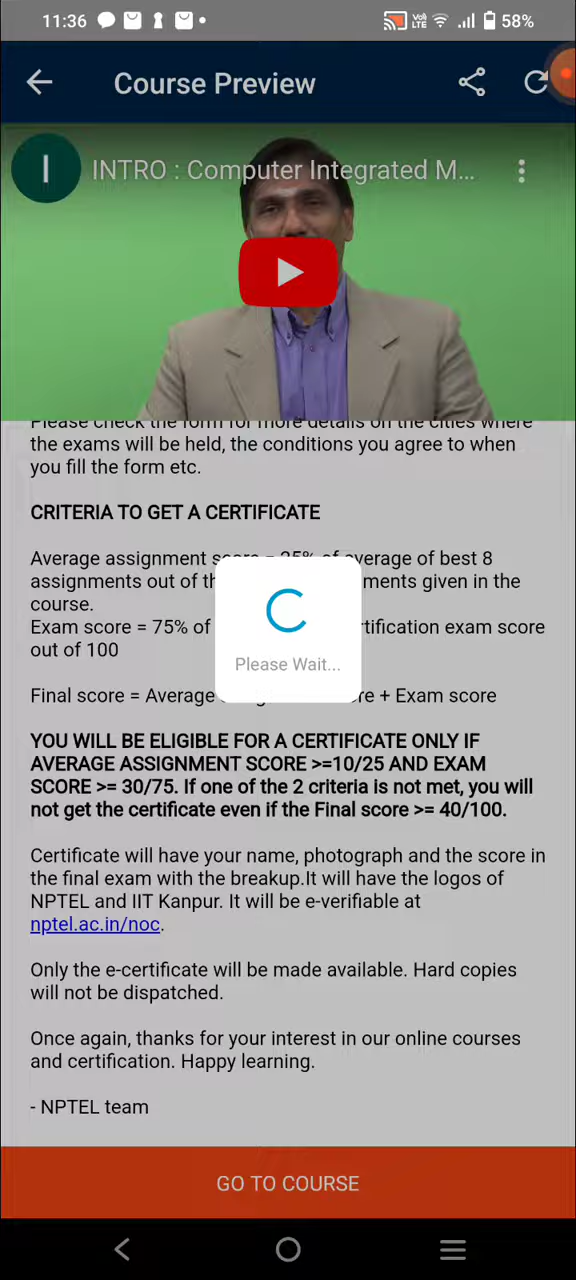 11:36
Vo)
LTE
58%
Course Preview
I
INTRO : Computer Integrated M...
Please check the form for more details on the cities where
the exams will be held, the conditions you agree to when
you fill the form etc.
CRITERIA TO GET A CERTIFICATE
Average assignment score = 25% of average of best 8
assignments out of th ments given in the
course.
Exam score = 75% of rtification exam score
out of 100
Final score = Average re + Exam score
Please Wait...
YOU WILL BE ELIGIBLE FOR A CERTIFICATE ONLY IF
AVERAGE ASSIGNMENT SCORE >=10/25 AND EXAM
SCORE >= 30/75. If one of the 2 criteria is not met, you will
not get the certificate even if the Final score >= 40/100.
Certificate will have your name, photograph and the score in
the final exam with the breakup.It will have the logos of
NPTEL and IIT Kanpur. It will be e-verifiable at
nptel.ac.in/noc.
Only the e-certificate will be made available. Hard copies
will not be dispatched.
Once again, thanks for your interest in our online courses
and certification. Happy learning.
- NPTEL team
GO TO COURSE